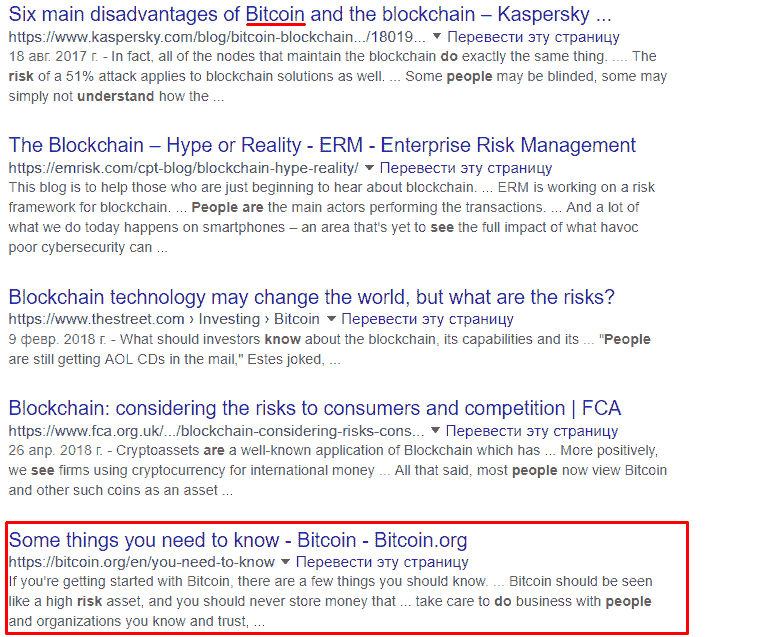 Six main disadvantages of Bitcoin and the blockchain – Kaspersky ...
https://www.kaspersky.com/blog/bitcoin-blockchain.../18019... ▼ Перевести эту страницу
18 авг. 2017 г. - In fact, all of the nodes that maintain the blockchain do exactly the same thing. .... The
risk of a 51% attack applies to blockchain solutions as well. ... Some people may be blinded, some may
simply not understand how the ...
The Blockchain – Hype or Reality - ERM - Enterprise Risk Management
https://emrisk.com/cpt-blog/blockchain-hype-reality/ ▼ Перевести эту страницу
This blog is to help those who are just beginning to hear about blockchain. ... ERM is working on a risk
framework for blockchain. ... People are the main actors performing the transactions. ... And a lot of
what we do today happens on smartphones – an area that's yet to see the full impact of what havoc
poor cybersecurity can ...
Blockchain technology may change the world, but what are the risks?
https://www.thestreet.com › Investing › Bitcoin ▼ Перевести эту страницу
9 февр. 2018 г. - What should investors know about the blockchain, its capabilities and its ... "People
are still getting AOL CDs in the mail," Estes joked, ...
Blockchain: considering the risks to consumers and competition | FCA
https://www.fca.org.uk/.../blockchain-considering-risks-cons... ▼ Перевести эту страницу
26 апр. 2018 г. - Cryptoassets are a well-known application of Blockchain which has ... More positively,
we see firms using cryptocurrency for international money ... All that said, most people now view Bitcoin
and other such coins as an asset ...
Some things you need to know - Bitcoin - Bitcoin.org
https://bitcoin.org/en/you-need-to-know ▼ Перевести эту страницу
If you're getting started with Bitcoin, there are a few things you should know. ... Bitcoin should be seen
like a high risk asset, and you should never store money that ... take care to do business with people
and organizations you know and trust, ...